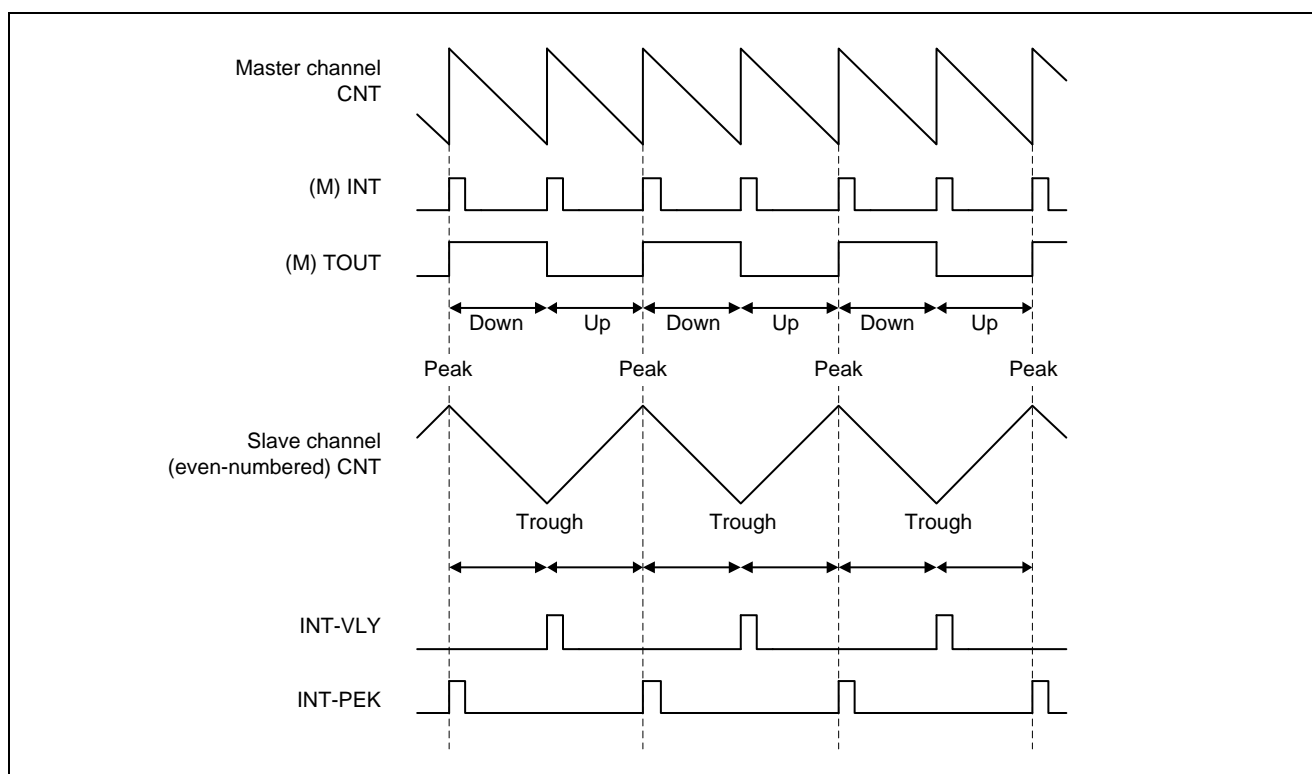 Master channel
CNT
(M) INT
(M) TOUT
Down Up Down Up Down Up
Peak Peak Peak Peak
Slave channel
(even-numbered) CNT
Trough Trough Trough
INT-VLY
INT-PEK